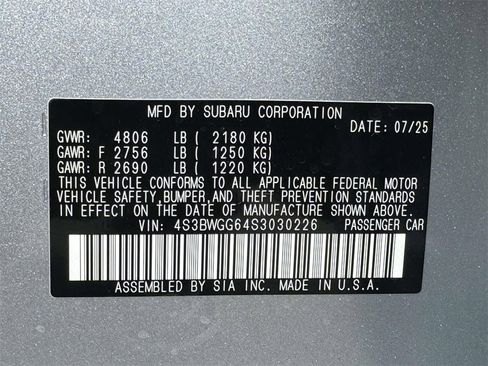 MFD BY SUBARU CORPORATION
DATE: 07/25
GVWR: 4806 LB ( 2180 KG)
GAWR: F 2756 LB ( 1250 KG)
GAWR: R 2690 LB ( 1220 KG)
THIS VEHICLE CONFORMS TO ALL APPLICABLE FEDERAL MOTOR
VEHICLE SAFETY,BUMPER,AND THEFT PREVENTION STANDARDS
IN EFFECT ON THE DATE OF MANUFACTURE SHOWN ABOVE.
VIN: 4S3BWGG64S3030226 PASSENGER CAR
ASSEMBLED BY SIA INC. MADE IN U.S.A.